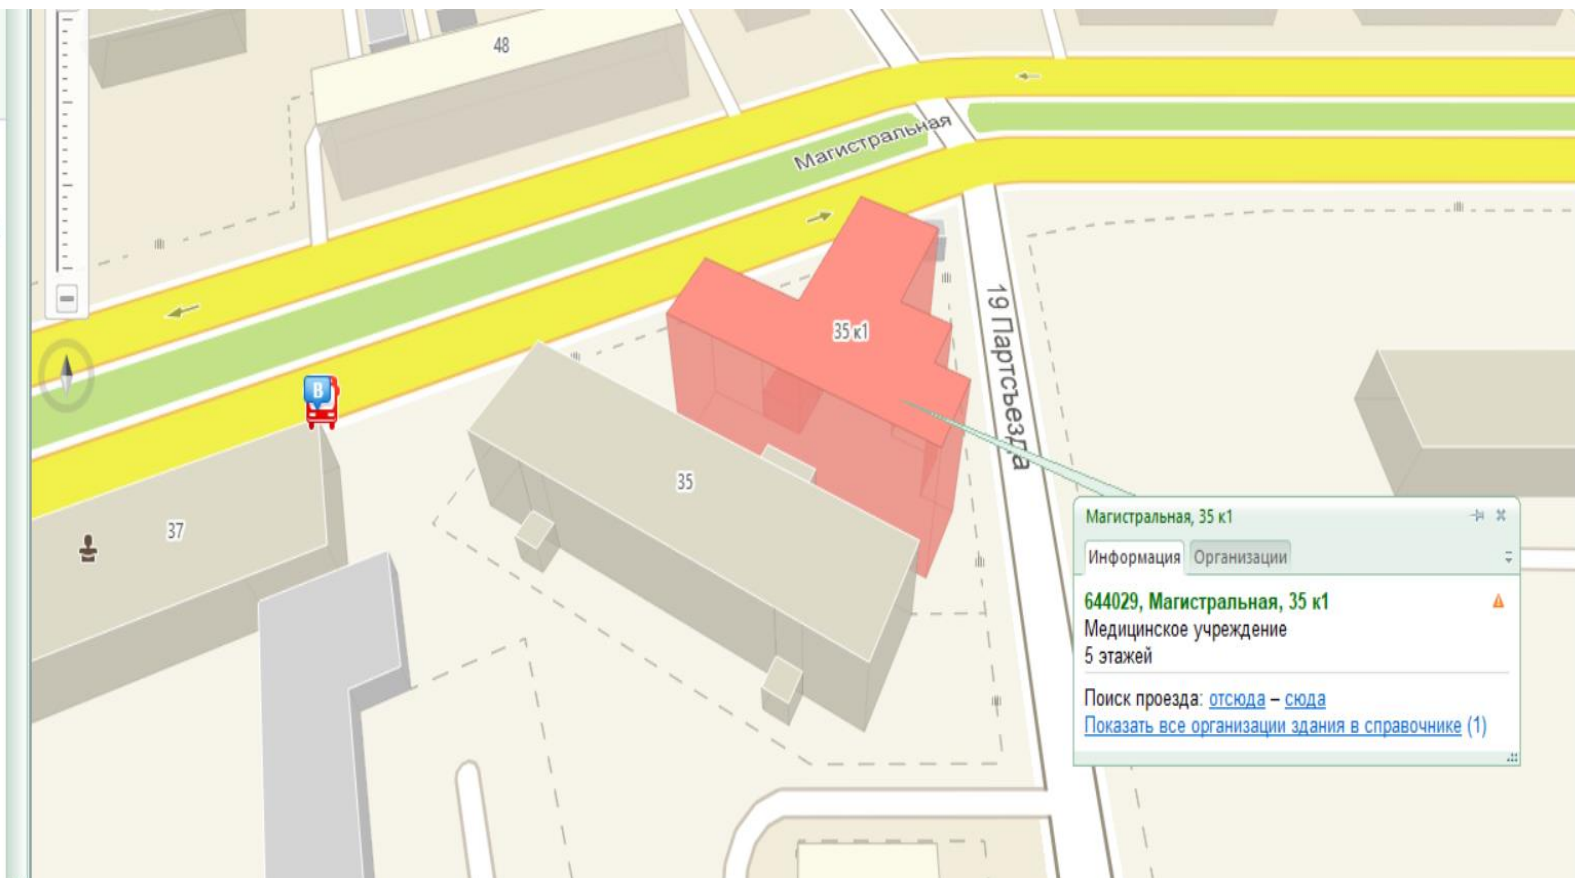 48
Магистральная
35 к1
19 Партсъезда
B
35
37
Магистральная, 35 к1
Информация Организации
644029, Магистральная, 35 к1
Медицинское учреждение
5 этажей
Поиск проезда: отсюда – сюда
Показать все организации здания в справочнике (1)